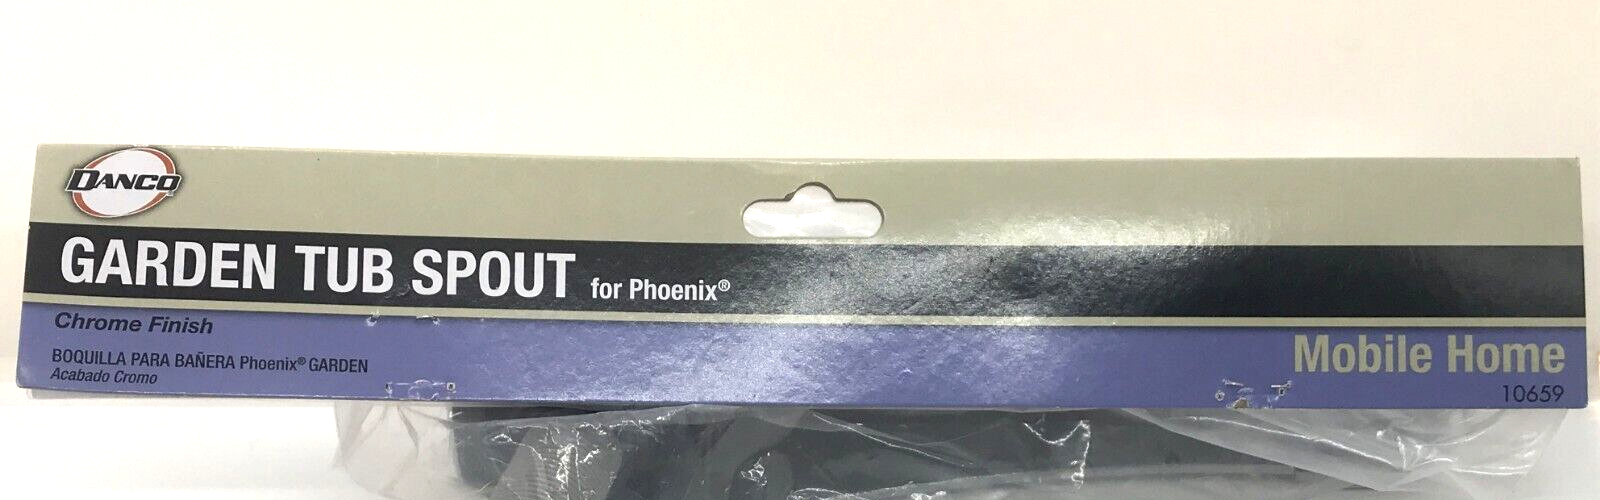 DANCO
GARDEN TUB SPOUT for Phoenix®
Chrome Finish
BOQUILLA PARA BAÑERA Phoenix® GARDEN
Acabado Cromo
Mobile Home
10659